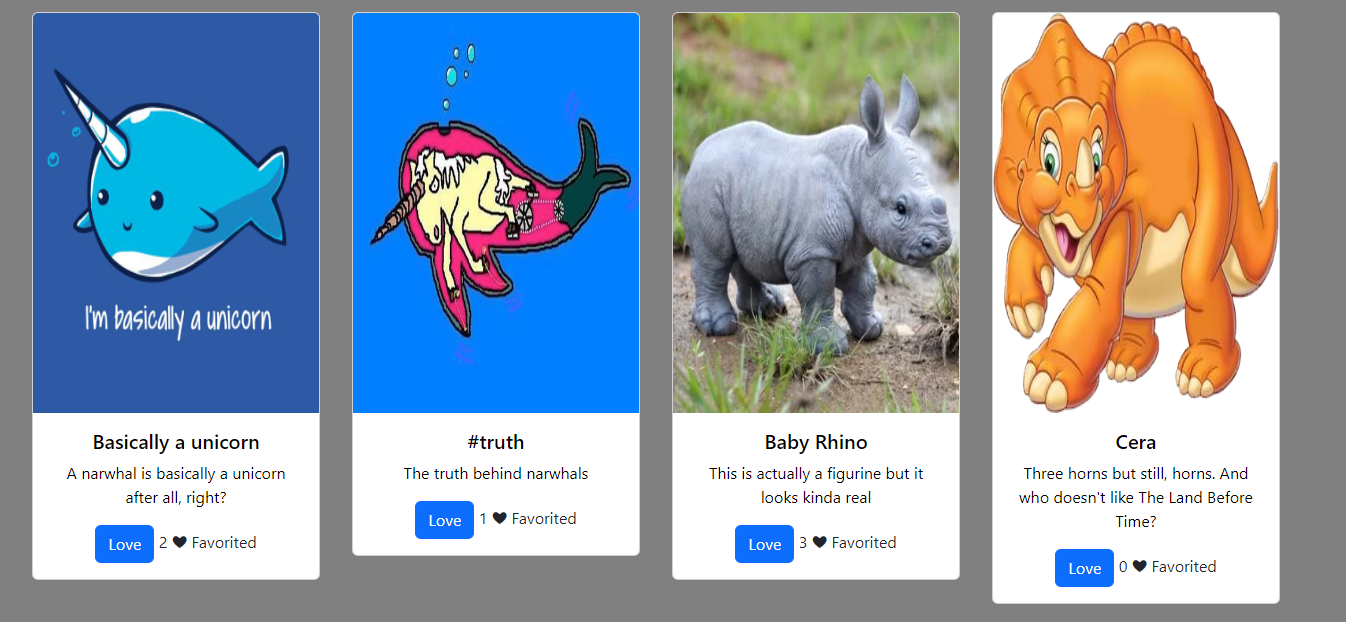 I'm basically a unicorn
Basically a unicorn
A narwhal is basically a unicorn
after all, right?
Love 2 Favorited
#truth
The truth behind narwhals
Love 1 Favorited
Baby Rhino
This is actually a figurine but it
looks kinda real
Love 3 Favorited
Cera
Three horns but still, horns. And
who doesn't like The Land Before
Time?
Love 0 Favorited